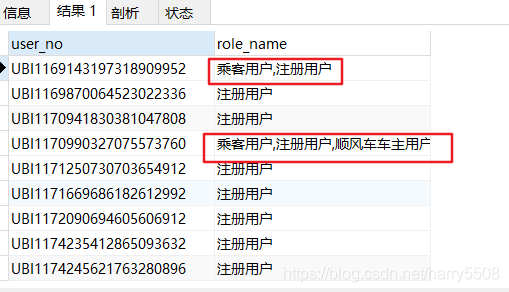 信息 结果 1 剖析 状态
user_no role_name
UBI1169143197318909952 乘客用户,注册用户
UBI1169870064523022336 注册用户
UBI1170941830381047808 注册用户
UBI1170990327075573760 乘客用户,注册用户,顺风车车主用户
UBI1171250730703654912 注册用户
UBI1171669686182612992 注册用户
UBI1172090694605606912 注册用户
UBI1174235412865093632 注册用户
UBI1174245621763280896 注册用户
https://blog.csdn.net/harry5508